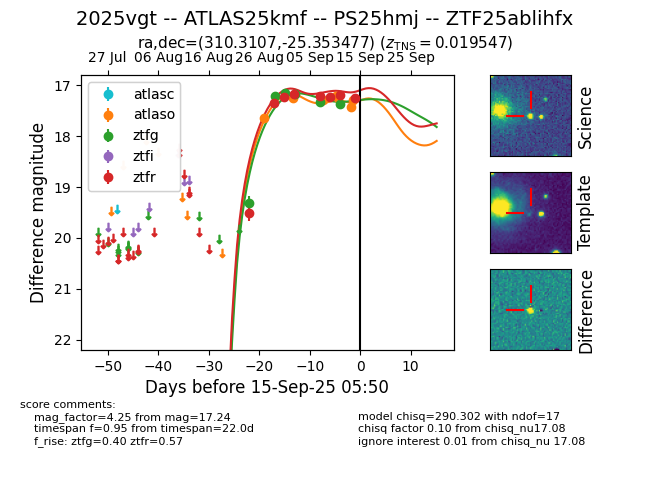 2025vgt -- ATLAS25kmf -- PS25hmj -- ZTF25ablihfx
ra,dec=(310.3107,-25.353477) (z_TNS = 0.019547)
27 Jul 06 Aug 16 Aug 26 Aug 05 Sep 15 Sep 25 Sep
atlasc
atlaso
ztfg
ztfi
ztfr
17
18
19
20
21
22
Difference magnitude
−50 −40 −30 −20 −10 0 10
Days before 15-Sep-25 05:50
Science
Template
Difference
score comments:
mag_factor=4.25 from mag=17.24
timespan f=0.95 from timespan=22.0d
f_rise: ztfg=0.40 ztfr=0.57
model chisq=290.302 with ndof=17
chisq factor 0.10 from chisq_nu17.08
ignore interest 0.01 from chisq_nu 17.08